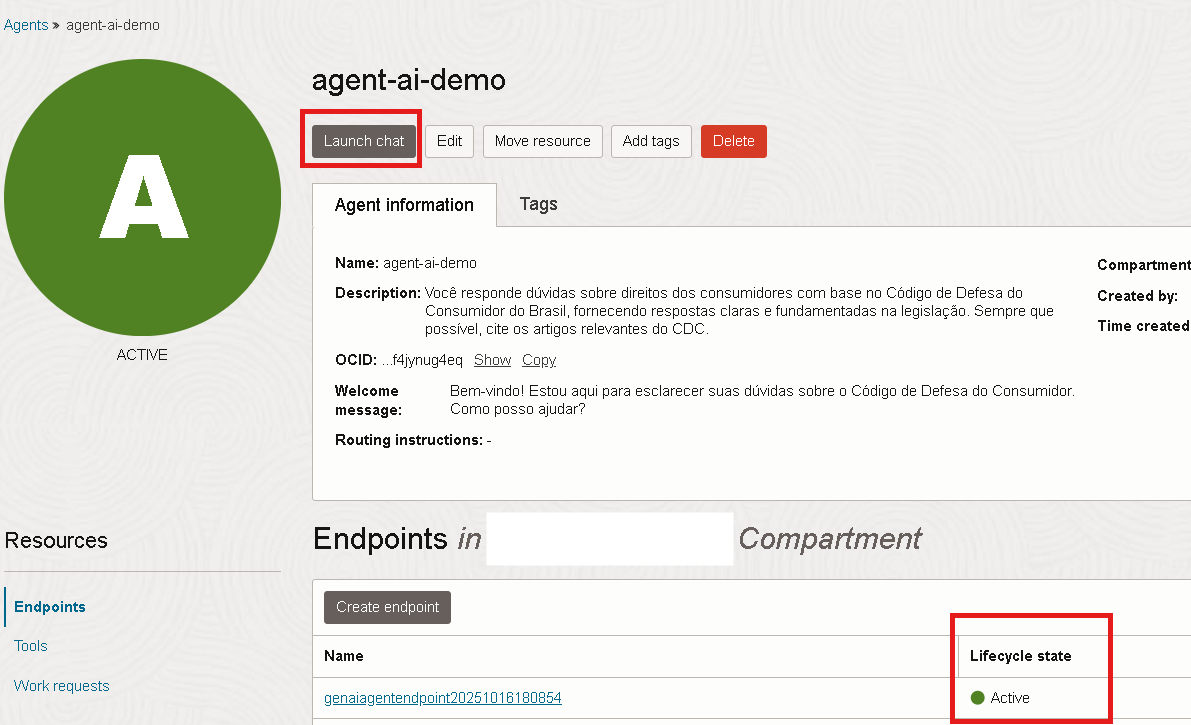 Agents » agent-ai-demo
A
ACTIVE
agent-ai-demo
Launch chat Edit Move resource Add tags Delete
Agent information Tags
Name: agent-ai-demo
Description: Você responde dúvidas sobre direitos dos consumidores com base no Código de Defesa do
Consumidor do Brasil, fornecendo respostas claras e fundamentadas na legislação. Sempre que
possível, cite os artigos relevantes do CDC.
OCID: ...f4jynug4eq Show Copy
Welcome message: Bem-vindo! Estou aqui para esclarecer suas dúvidas sobre o Código de Defesa do Consumidor.
Como posso ajudar?
Routing instructions: -
Compartment
Created by:
Time created
Resources
Endpoints
Tools
Work requests
Endpoints in Compartment
Create endpoint
Name Lifecycle state
genaiagentendpoint20251016180854 Active